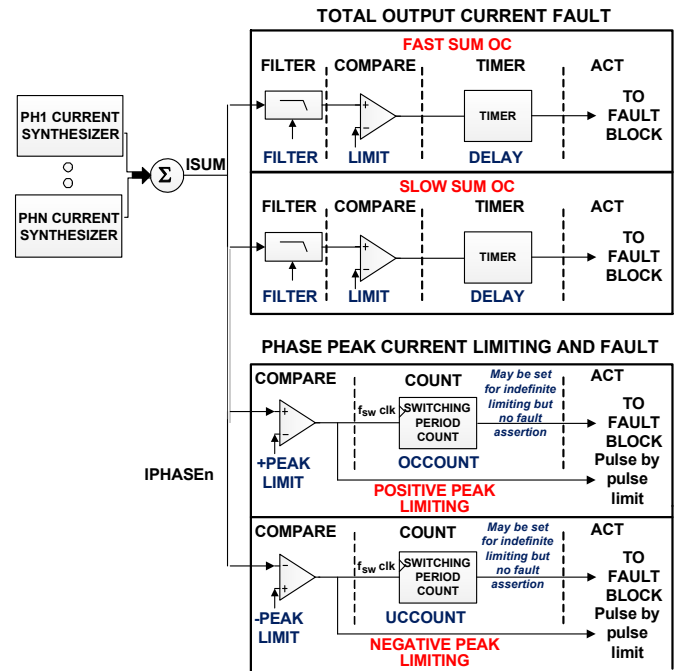 TOTAL OUTPUT CURRENT FAULT
FAST SUM OC
FILTER
COMPARE
TIMER
ACT
PH1 CURRENT
SYNTHESIZER
PHN CURRENT
SYNTHESIZER
Σ
ISUM
+
−
TIMER
TO
FAULT
BLOCK
FILTER
LIMIT
DELAY
SLOW SUM OC
FILTER
COMPARE
TIMER
ACT
+
−
TIMER
TO
FAULT
BLOCK
FILTER
LIMIT
DELAY
PHASE PEAK CURRENT LIMITING AND FAULT
COMPARE
COUNT
May be set
for indefinite
limiting but
no fault
assertion
ACT
+
−
fsw clk
SWITCHING
PERIOD
COUNT
TO
FAULT
BLOCK
+PEAK
LIMIT
OCCOUNT
Pulse by
pulse
limit
POSITIVE PEAK
LIMITING
IPHASEn
COMPARE
COUNT
May be set
for indefinite
limiting but
no fault
assertion
ACT
−
+
fsw clk
SWITCHING
PERIOD
COUNT
TO
FAULT
BLOCK
-PEAK
LIMIT
UCCOUNT
Pulse by
pulse
limit
NEGATIVE PEAK
LIMITING